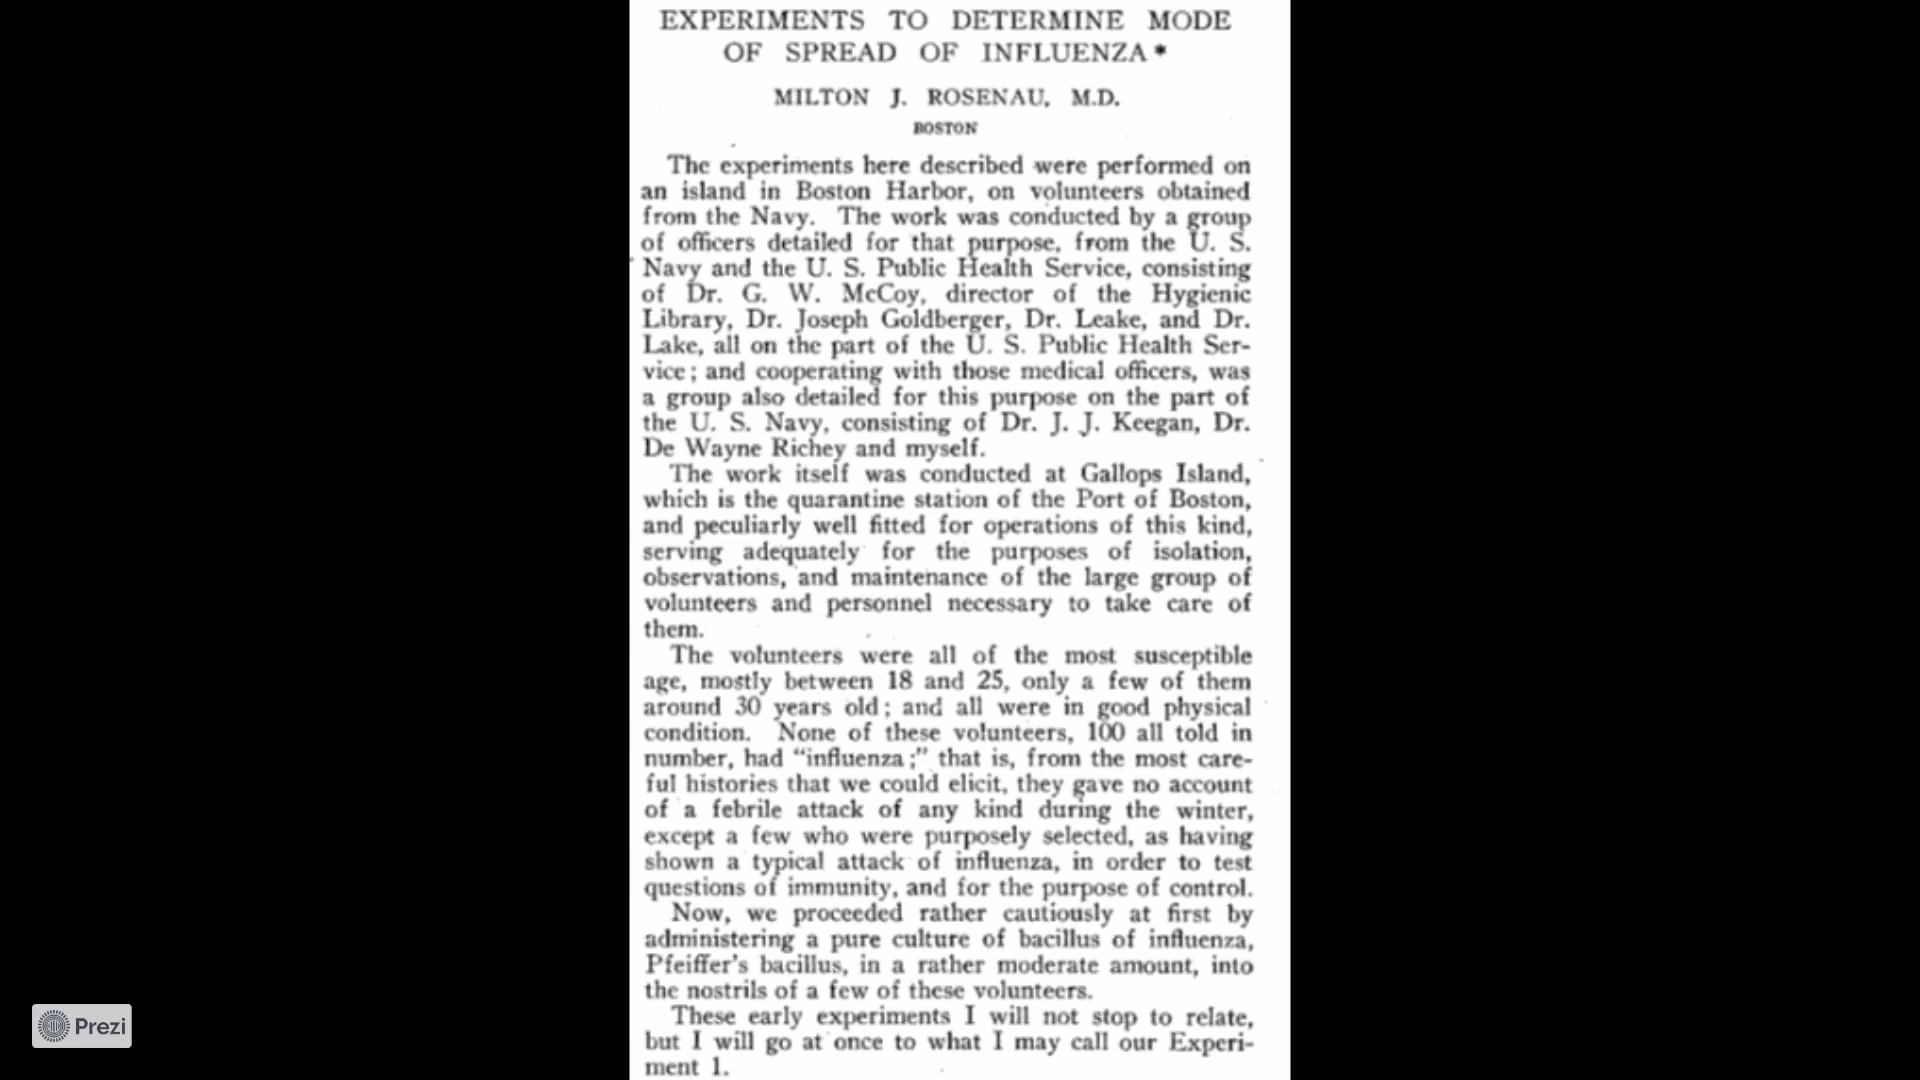 EXPERIMENTS TO DETERMINE MODE
OF SPREAD OF INFLUENZA *
MILTON J. ROSENAU, M.D.
BOSTON
The experiments here described were performed on
an island in Boston Harbor, on volunteers obtained
from the Navy. The work was conducted by a group
of officers detailed for that purpose, from the U. S.
Navy and the U. S. Public Health Service, consisting
of Dr. G. W. McCoy, director of the Hygienic
Library, Dr. Joseph Goldberger, Dr. Leake, and Dr.
Lake, all on the part of the U. S. Public Health Ser-
vice; and cooperating with those medical officers, was
a group also detailed for this purpose on the part of
the U. S. Navy, consisting of Dr. J. J. Keegan, Dr.
De Wayne Richey and myself.
The work itself was conducted at Gallops Island,
which is the quarantine station of the Port of Boston,
and peculiarly well fitted for operations of this kind,
serving adequately for the purposes of isolation,
observations, and maintenance of the large group of
volunteers and personnel necessary to take care of
them.
The volunteers were all of the most susceptible
age, mostly between 18 and 25, only a few of them
around 30 years old; and all were in good physical
condition. None of these volunteers, 100 all told in
number, had "influenza;" that is, from the most care-
ful histories that we could elicit, they gave no account
of a febrile attack of any kind during the winter,
except a few who were purposely selected, as having
shown a typical attack of influenza, in order to test
questions of immunity, and for the purpose of control.
Now, we proceeded rather cautiously at first by
administering a pure culture of bacillus of influenza,
Pfeiffer's bacillus, in a rather moderate amount, into
the nostrils of a few of these volunteers.
These early experiments I will not stop to relate,
but I will go at once to what I may call our Experi-
ment 1.
Prezi